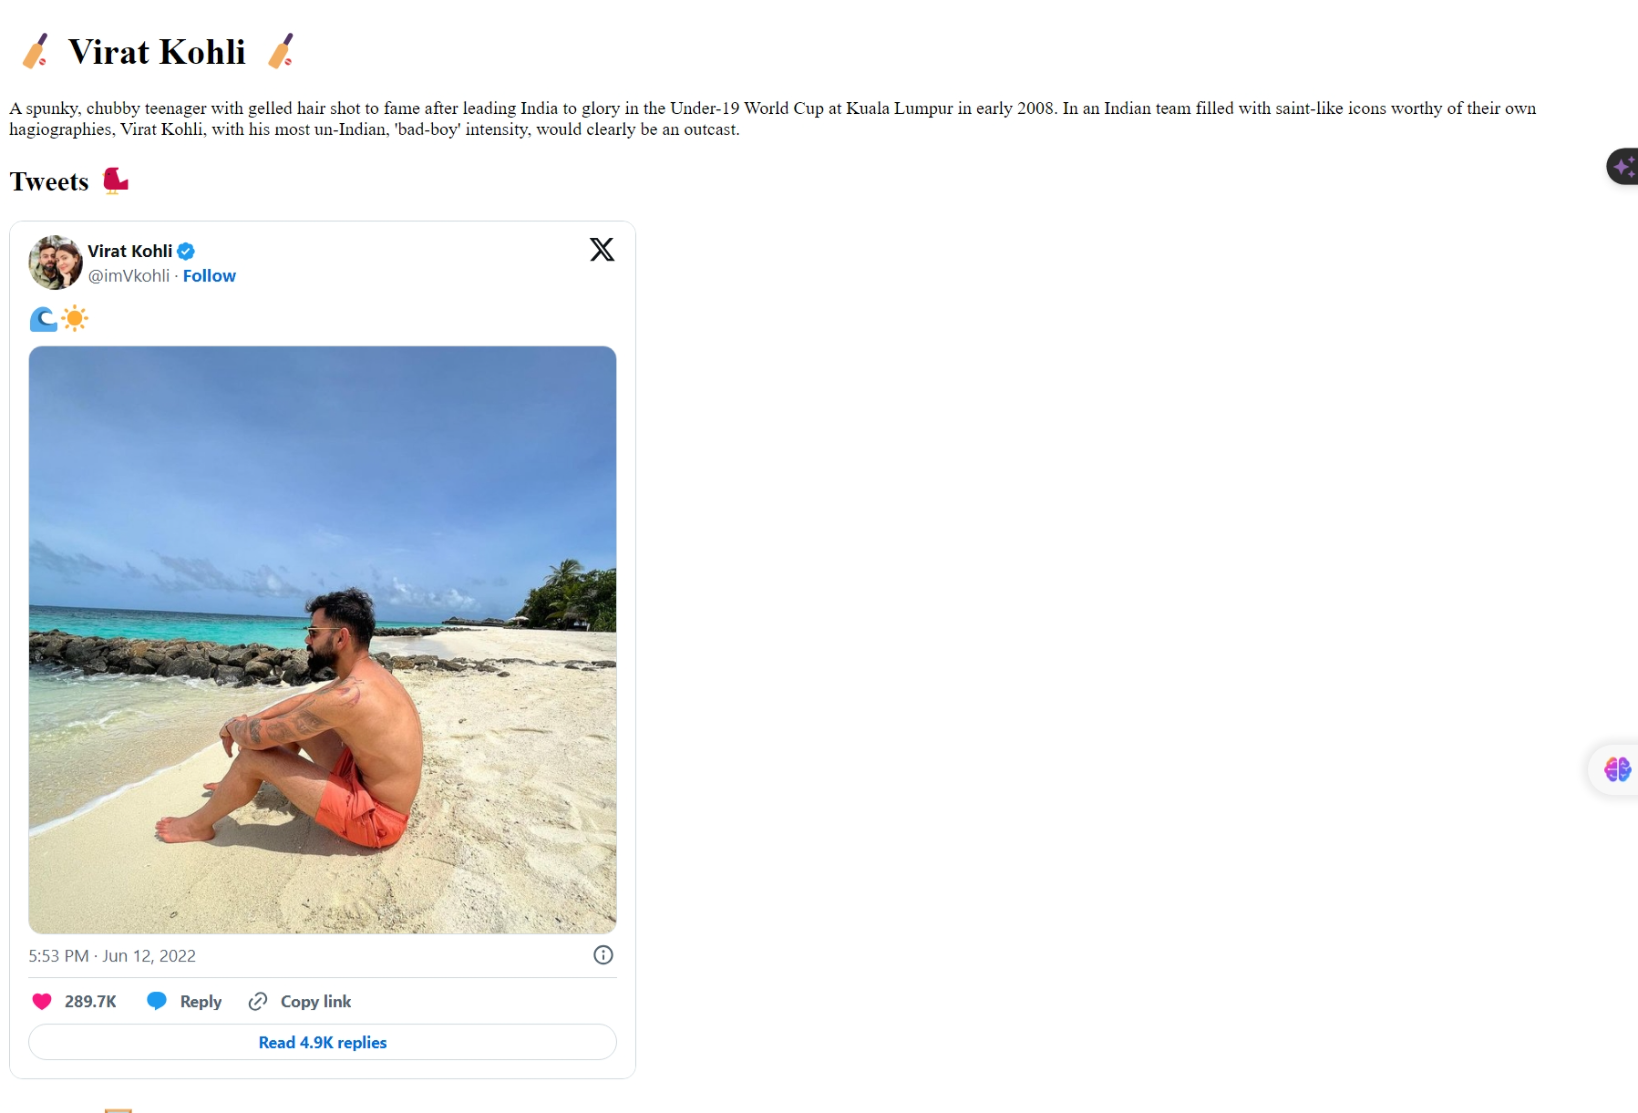 🏏 Virat Kohli 🏏
A spunky, chubby teenager with gelled hair shot to fame after leading India to glory in the Under-19 World Cup at Kuala Lumpur in early 2008. In an Indian team filled with saint-like icons worthy of their own
hagiographies, Virat Kohli, with his most un-Indian, 'bad-boy' intensity, would clearly be an outcast.
Tweets
Virat Kohli
@imVkohli · Follow
🌊☀️
5:53 PM · Jun 12, 2022
289.7K Reply Copy link
Read 4.9K replies